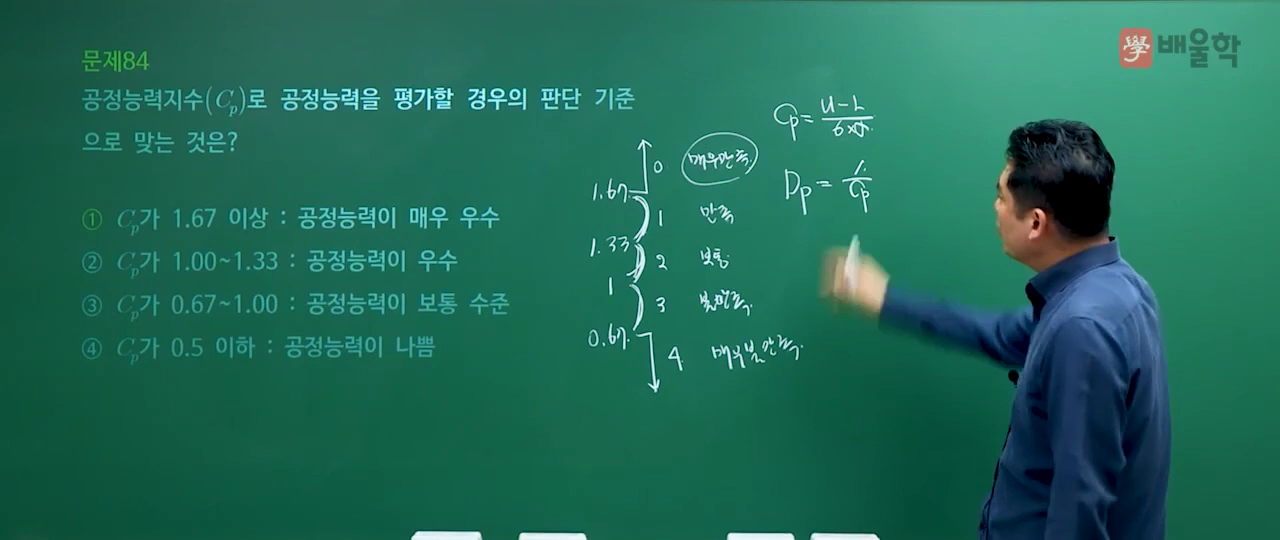 學 배울학
문제84
공정능력지수(Cp)로 공정능력을 평가할 경우의 판단 기준
으로 맞는 것은?
① Cp가 1.67 이상 : 공정능력이 매우 우수
② Cp가 1.00~1.33 : 공정능력이 우수
③ Cp가 0.67~1.00 : 공정능력이 보통 수준
④ Cp가 0.5 이하 : 공정능력이 나쁨
0 매우만족
1.67
1 만족
1.33
2 보통
1
3 불만족
0.67
4 매우불만족
Cp = U-L / 6×
Dp = 1 / Cp